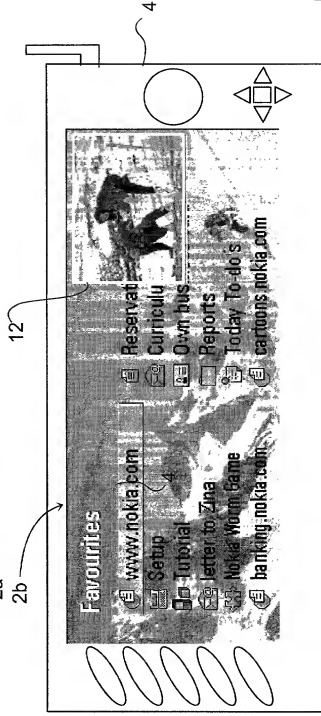 2b
12
4
Favourites
www.nokia.com
4
Setup
Tutorial
letter to Zina
Nokia Worm Game
banking.nokia.com
Reservat
Curriculu
Own bus
Reports
Today To-do's
cartoons.nokia.com